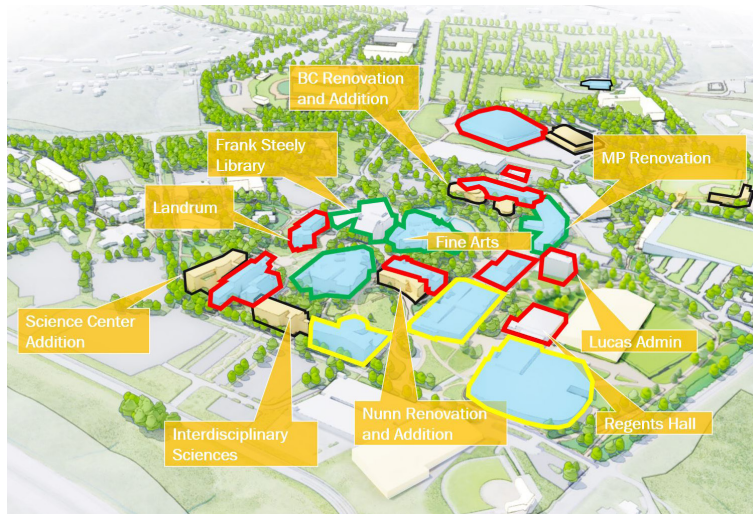 BC Renovation
and Addition
Frank Steely
Library
MP Renovation
Landrum
Fine Arts
Science Center
Addition
Lucas Admin
Nunn Renovation
and Addition
Regents Hall
Interdisciplinary
Sciences